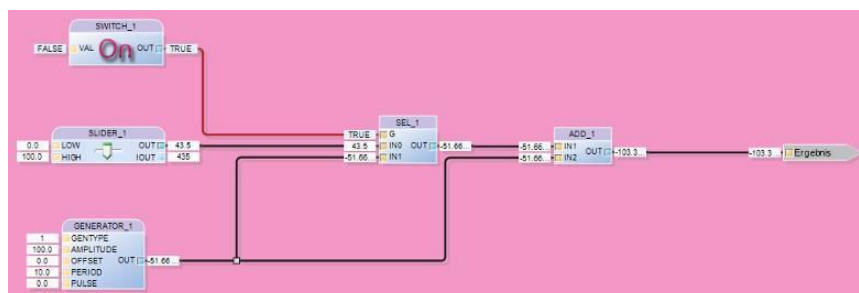 SWITCH_1
FALSE VAL On OUT TRUE
SLIDER_1
0.0 LOW OUT 43.5
100.0 HIGH IOUT 435
SEL_1
TRUE G
43.5 IN0 OUT -51.66...
-51.66... IN1
ADD_1
-51.66... IN1 OUT -103.3...
-51.66... IN2
-103.3... Ergebnis
GENERATOR_1
1 GENTYPE
100.0 AMPLITUDE
0.0 OFFSET OUT -51.66...
10.0 PERIOD
0.0 PULSE